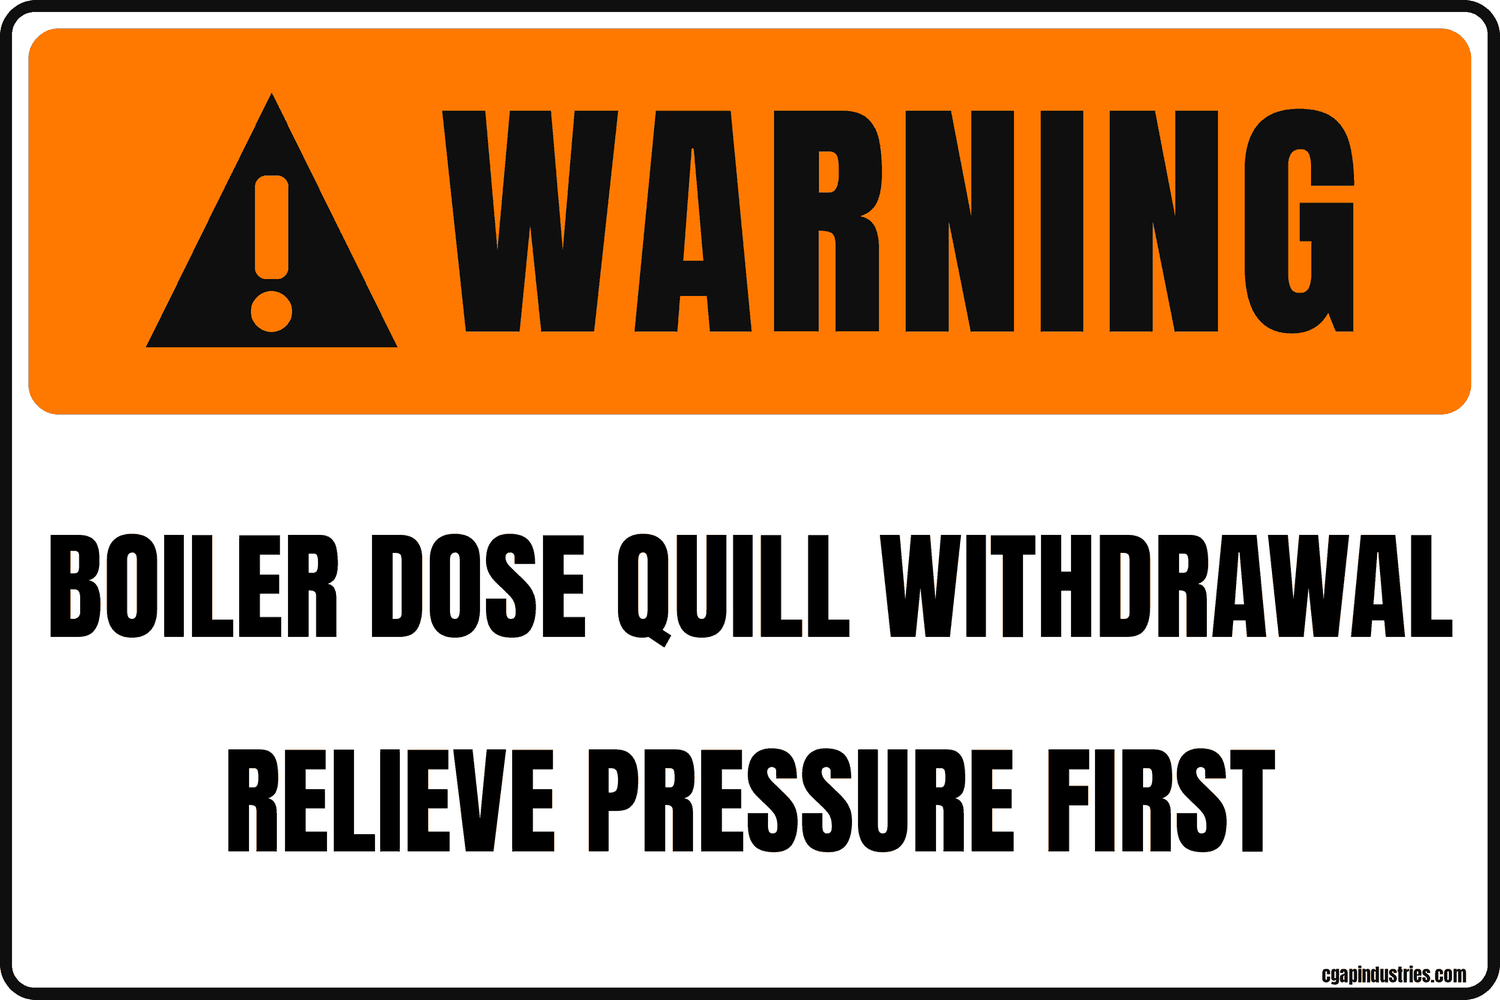 WARNING
BOILER DOSE QUILL WITHDRAWAL
RELIEVE PRESSURE FIRST
cgapindustries.com